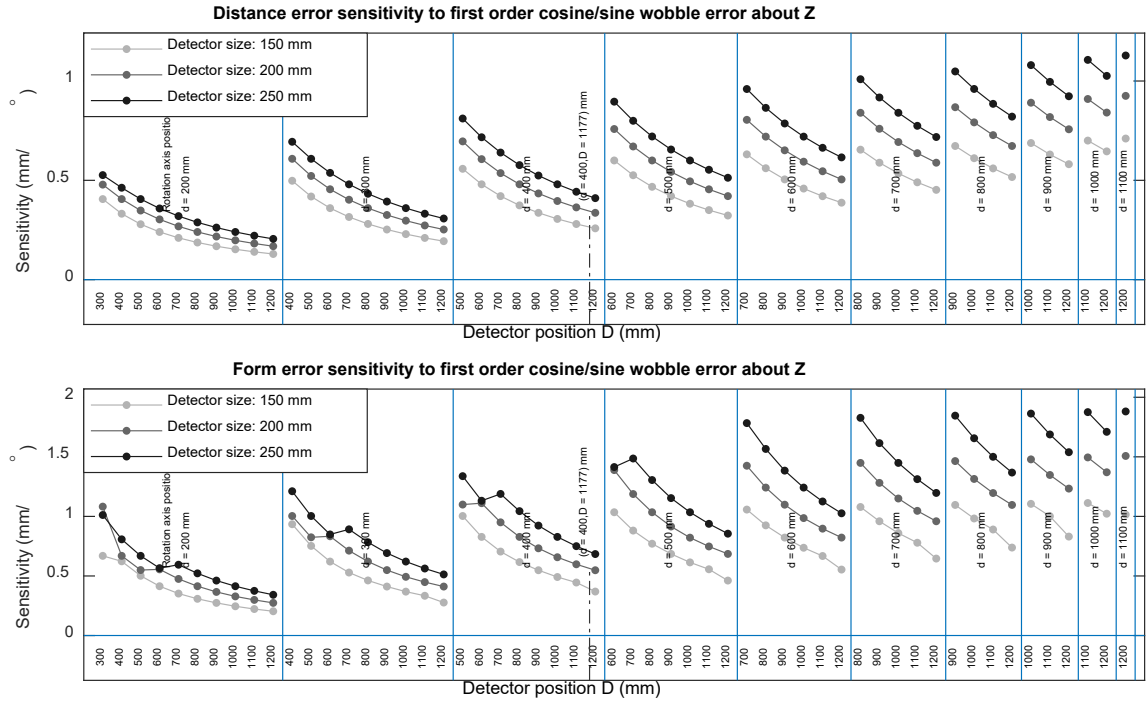 Distance error sensitivity to first order cosine/sine wobble error about Z
Detector size: 150 mm
Detector size: 200 mm
Detector size: 250 mm
Sensitivity (mm/°)
1
0.5
0
Rotation axis positio
d = 200 mm
d = 300 mm
d = 400 mm
(d = 400,D = 1177) mm
d = 500 mm
d = 600 mm
d = 700 mm
d = 800 mm
d = 900 mm
d = 1000 mm
d = 1100 mm
300 400 500 600 700 800 900 1000 1100 1200 400 500 600 700 800 900 1000 1100 1200 500 600 700 800 900 1000 1100 1200 600 700 800 900 1000 1100 1200 700 800 900 1000 1100 1200 800 900 1000 1100 1200 900 1000 1100 1200 1000 1100 1200 1100 1200 1200
Detector position D (mm)
Form error sensitivity to first order cosine/sine wobble error about Z
Detector size: 150 mm
Detector size: 200 mm
Detector size: 250 mm
Sensitivity (mm/°)
2
1.5
1
0.5
0
Rotation axis positio
d = 200 mm
d = 300 mm
d = 400 mm
(d = 400,D = 1177) mm
d = 500 mm
d = 600 mm
d = 700 mm
d = 800 mm
d = 900 mm
d = 1000 mm
d = 1100 mm
300 400 500 600 700 800 900 1000 1100 1200 400 500 600 700 800 900 1000 1100 1200 500 600 700 800 900 1000 1100 1200 600 700 800 900 1000 1100 1200 700 800 900 1000 1100 1200 800 900 1000 1100 1200 900 1000 1100 1200 1000 1100 1200 1100 1200 1200
Detector position D (mm)